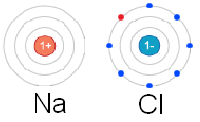 1+ 1-
Na Cl